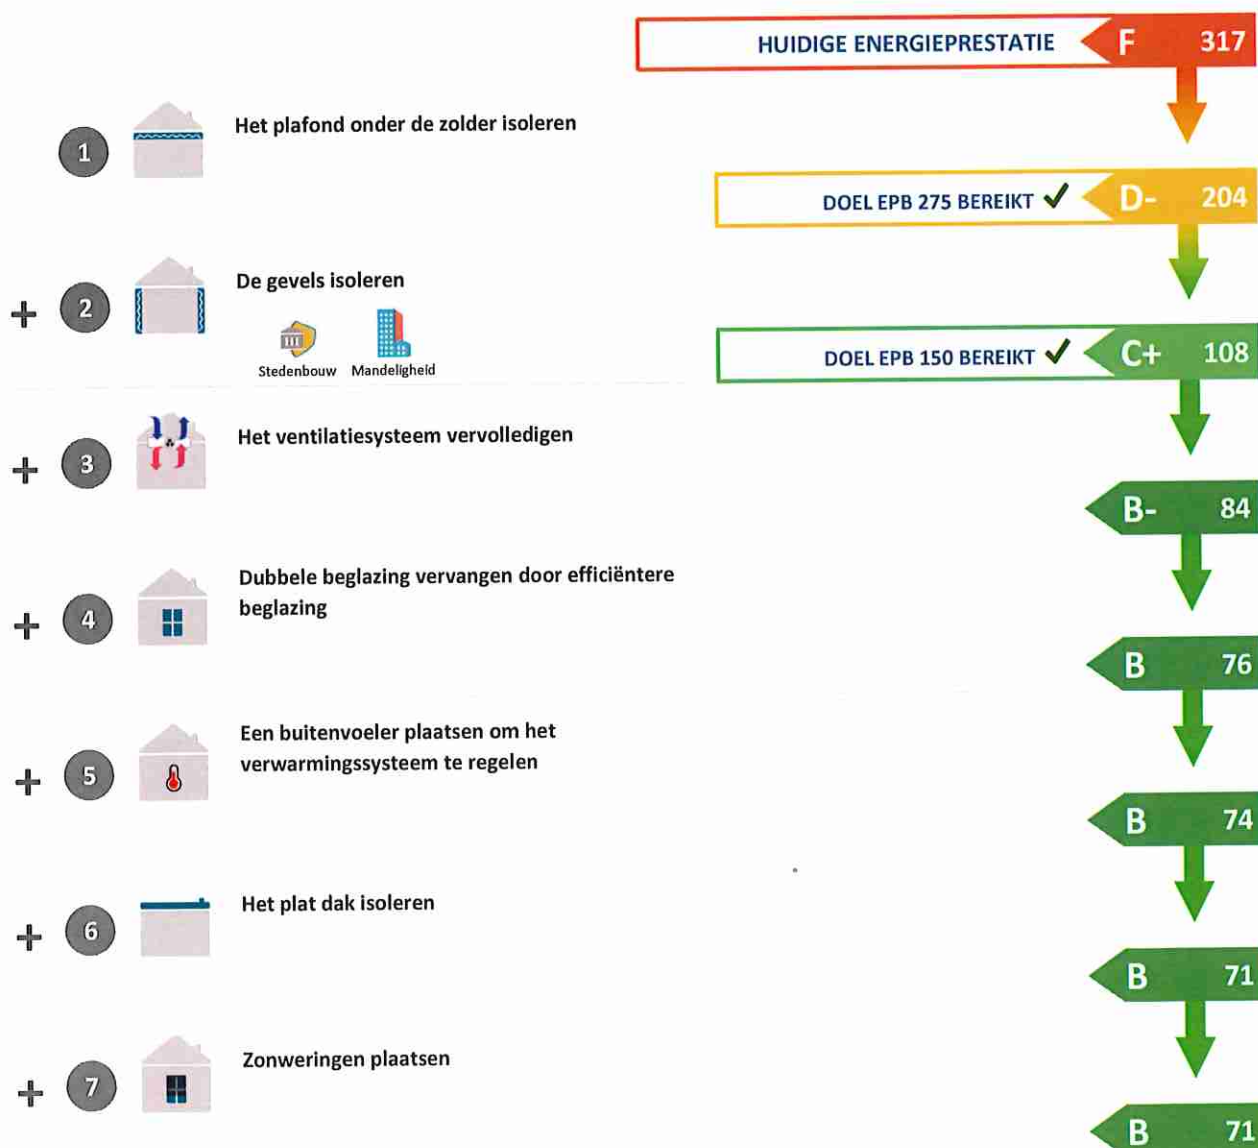 HUIDIGE ENERGIEPRESTATIE F 317
1 Het plafond onder de zolder isoleren
DOEL EPB 275 BEREIKT ✓ D- 204
+ 2 De gevels isoleren
Stedenbouw Mandeligheid
DOEL EPB 150 BEREIKT ✓ C+ 108
+ 3 Het ventilatiesysteem vervolledigen
B- 84
+ 4 Dubbele beglazing vervangen door efficiëntere
beglazing
B 76
+ 5 Een buitenvoeler plaatsen om het
verwarmingssysteem te regelen
B 74
+ 6 Het plat dak isoleren
B 71
+ 7 Zonweringen plaatsen
B 71